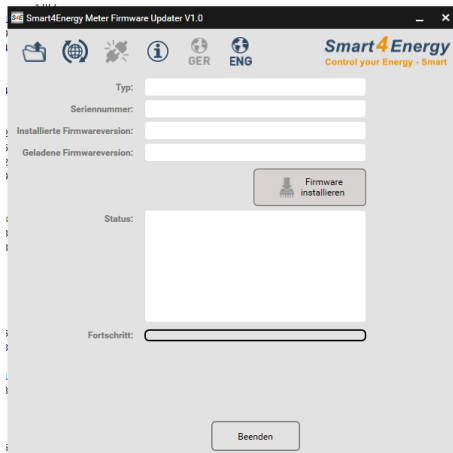 S4E Smart4Energy Meter Firmware Updater V1.0
GER
ENG
Smart4Energy
Control your Energy - Smart
Typ:
Seriennummer:
Installierte Firmwareversion:
Geladene Firmwareversion:
Firmware
installieren
Status:
Fortschritt:
Beenden